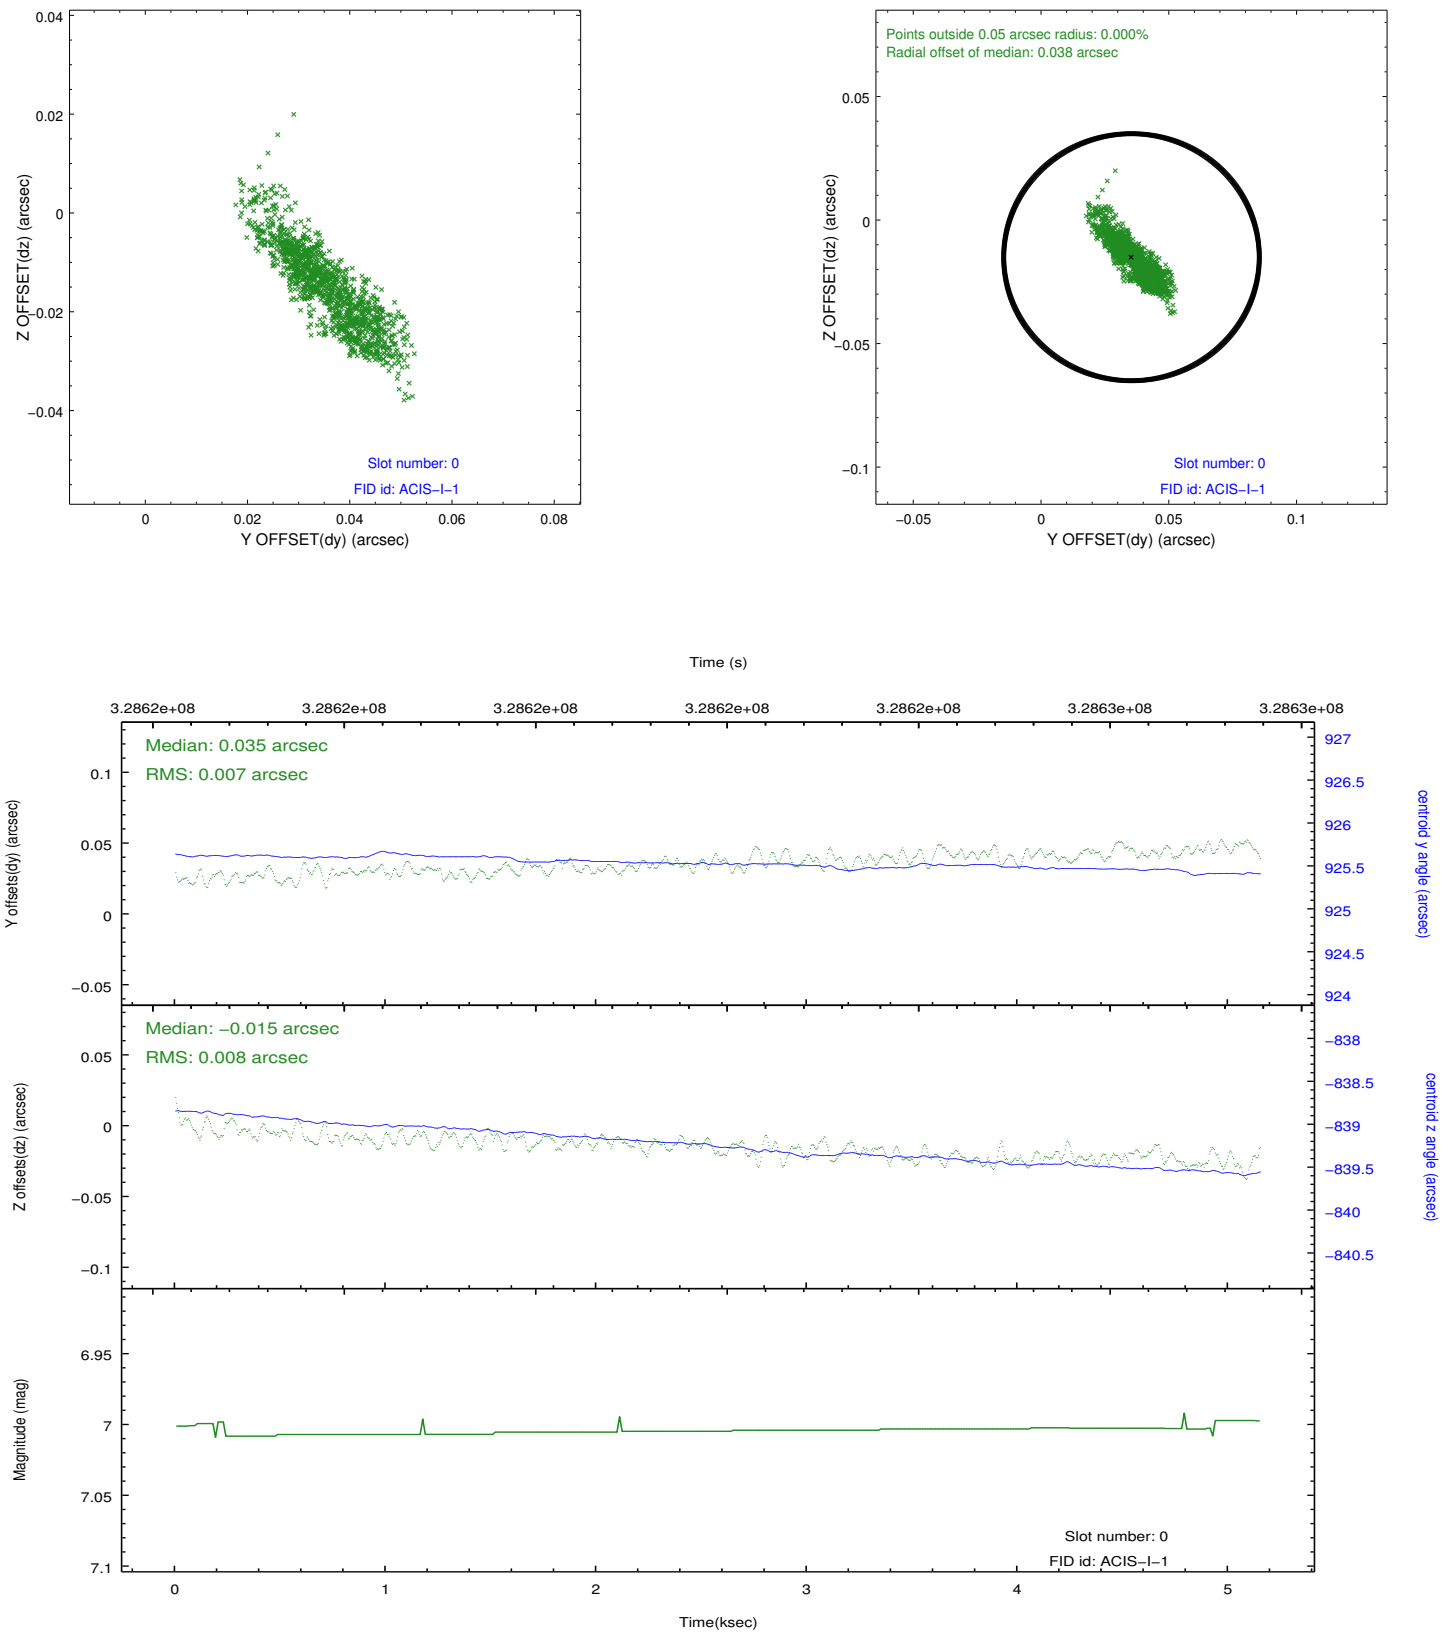 0.04
0.02
0
−0.02
−0.04
Z OFFSET(dz) (arcsec)
Slot number: 0
FID id: ACIS−I−1
0
0.02
0.04
0.06
0.08
Y OFFSET(dy) (arcsec)
Points outside 0.05 arcsec radius: 0.000%
Radial offset of median: 0.038 arcsec
0.05
0
−0.05
−0.1
Z OFFSET(dz) (arcsec)
Slot number: 0
FID id: ACIS−I−1
−0.05
0
0.05
0.1
Y OFFSET(dy) (arcsec)
Time (s)
3.2862e+08
3.2862e+08
3.2862e+08
3.2862e+08
3.2862e+08
3.2863e+08
3.2863e+08
Median: 0.035 arcsec
RMS: 0.007 arcsec
0.1
0.05
0
−0.05
Y offsets(dy) (arcsec)
927
926.5
926
925.5
925
924.5
924
centroid y angle (arcsec)
Median: −0.015 arcsec
RMS: 0.008 arcsec
0.05
0
−0.05
−0.1
Z offsets(dz) (arcsec)
−838
−838.5
−839
−839.5
−840
−840.5
centroid z angle (arcsec)
6.95
7
7.05
7.1
Magnitude (mag)
Slot number: 0
FID id: ACIS−I−1
0
1
2
3
4
5
Time(ksec)